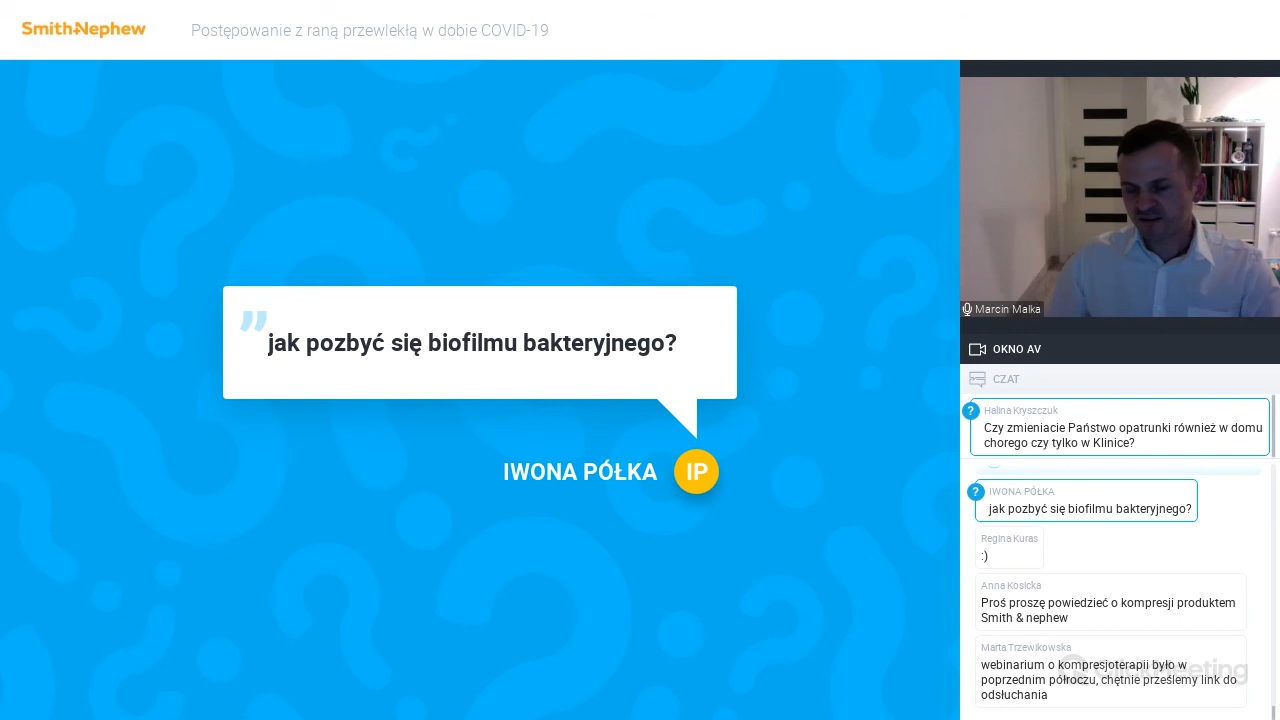 Smith+Nephew
Postępowanie z raną przewlekłą w dobie COVID-19
jak pozbyć się biofilmu bakteryjnego?
IWONA PÓŁKA
IP
Marcin Malka
OKNO AV
CZAT
?
Halina Kryszczuk
Czy zmieniacie Państwo opatrunki również w domu
chorego czy tylko w Klinice?
?
IWONA PÓŁKA
jak pozbyć się biofilmu bakteryjnego?
Regina Kuras
:)
Anna Kosicka
Proś proszę powiedzieć o kompresji produktem
Smith & nephew
Marta Trzewikowska
webinarium o kompresjoterapii było w
poprzednim półroczu, chętnie prześlemy link do
odsłuchania
ClickMeeting